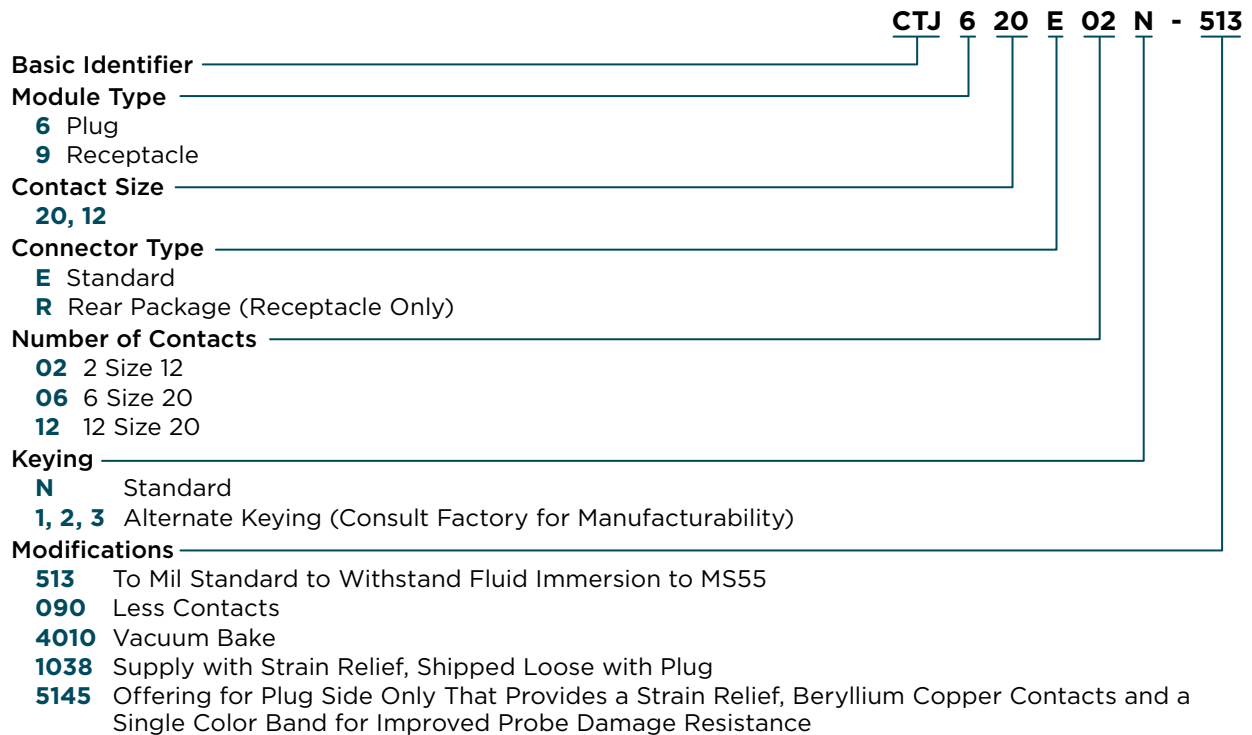 CTJ 6 20 E 02 N - 513
Basic Identifier
Module Type
6 Plug
9 Receptacle
Contact Size
20, 12
Connector Type
E Standard
R Rear Package (Receptacle Only)
Number of Contacts
02 2 Size 12
06 6 Size 20
12 12 Size 20
Keying
N Standard
1, 2, 3 Alternate Keying (Consult Factory for Manufacturability)
Modifications
513 To Mil Standard to Withstand Fluid Immersion to MS55
090 Less Contacts
4010 Vacuum Bake
1038 Supply with Strain Relief, Shipped Loose with Plug
5145 Offering for Plug Side Only That Provides a Strain Relief, Beryllium Copper Contacts and a
Single Color Band for Improved Probe Damage Resistance